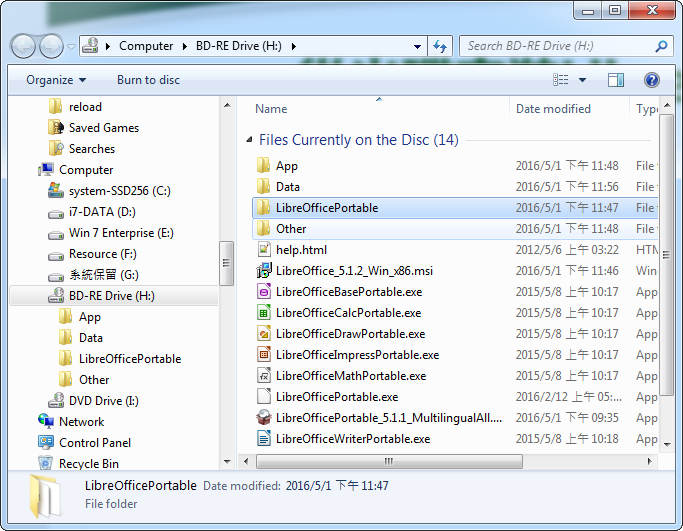 Computer BD-RE Drive (H:) Search BD-RE Drive (H:)
Organize Burn to disc
reload
Saved Games
Searches
Computer
system-SSD256 (C:)
i7-DATA (D:)
Win 7 Enterprise (E:)
Resource (F:)
系統保留 (G:)
BD-RE Drive (H:)
App
Data
LibreOfficePortable
Other
DVD Drive (I:)
Network
Control Panel
Recycle Bin
Name Date modified Typ
Files Currently on the Disc (14)
App 2016/5/1 下午 11:48 File
Data 2016/5/1 下午 11:56 File
LibreOfficePortable 2016/5/1 下午 11:47 File
Other 2016/5/1 下午 11:48 File
help.html 2012/5/6 上午 03:22 HTM
LibreOffice_5.1.2_Win_x86.msi 2016/5/1 下午 11:46 Win
LibreOfficeBasePortable.exe 2015/5/8 上午 10:17 App
LibreOfficeCalcPortable.exe 2015/5/8 上午 10:17 App
LibreOfficeDrawPortable.exe 2015/5/8 上午 10:17 App
LibreOfficeImpressPortable.exe 2015/5/8 上午 10:17 App
LibreOfficeMathPortable.exe 2015/5/8 上午 10:17 App
LibreOfficePortable.exe 2016/2/12 上午 05:... App
LibreOfficePortable_5.1.1_MultilingualAll.... 2016/5/1 下午 09:35 App
LibreOfficeWriterPortable.exe 2015/5/8 上午 10:18 App
LibreOfficePortable Date modified: 2016/5/1 下午 11:47
File folder